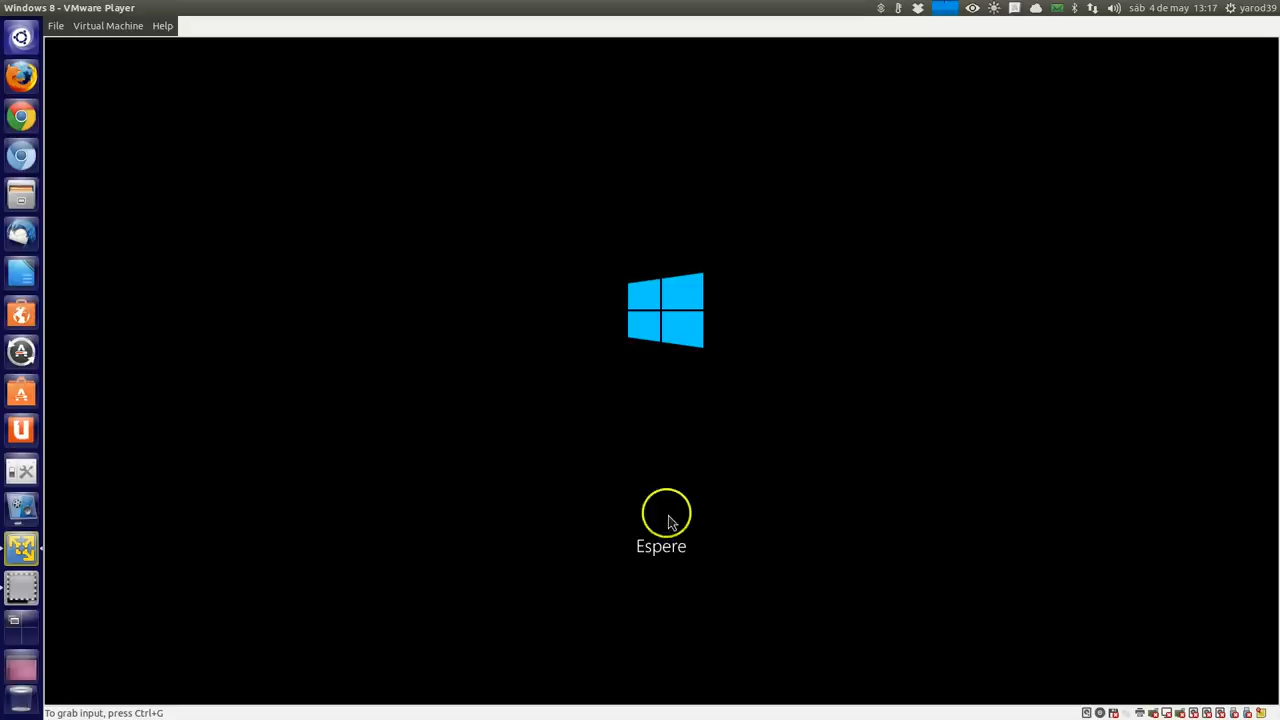 Windows 8 - VMware Player
sáb 4 de may 13:17 yarod39
File Virtual Machine Help
Espere
To grab input, press Ctrl+G